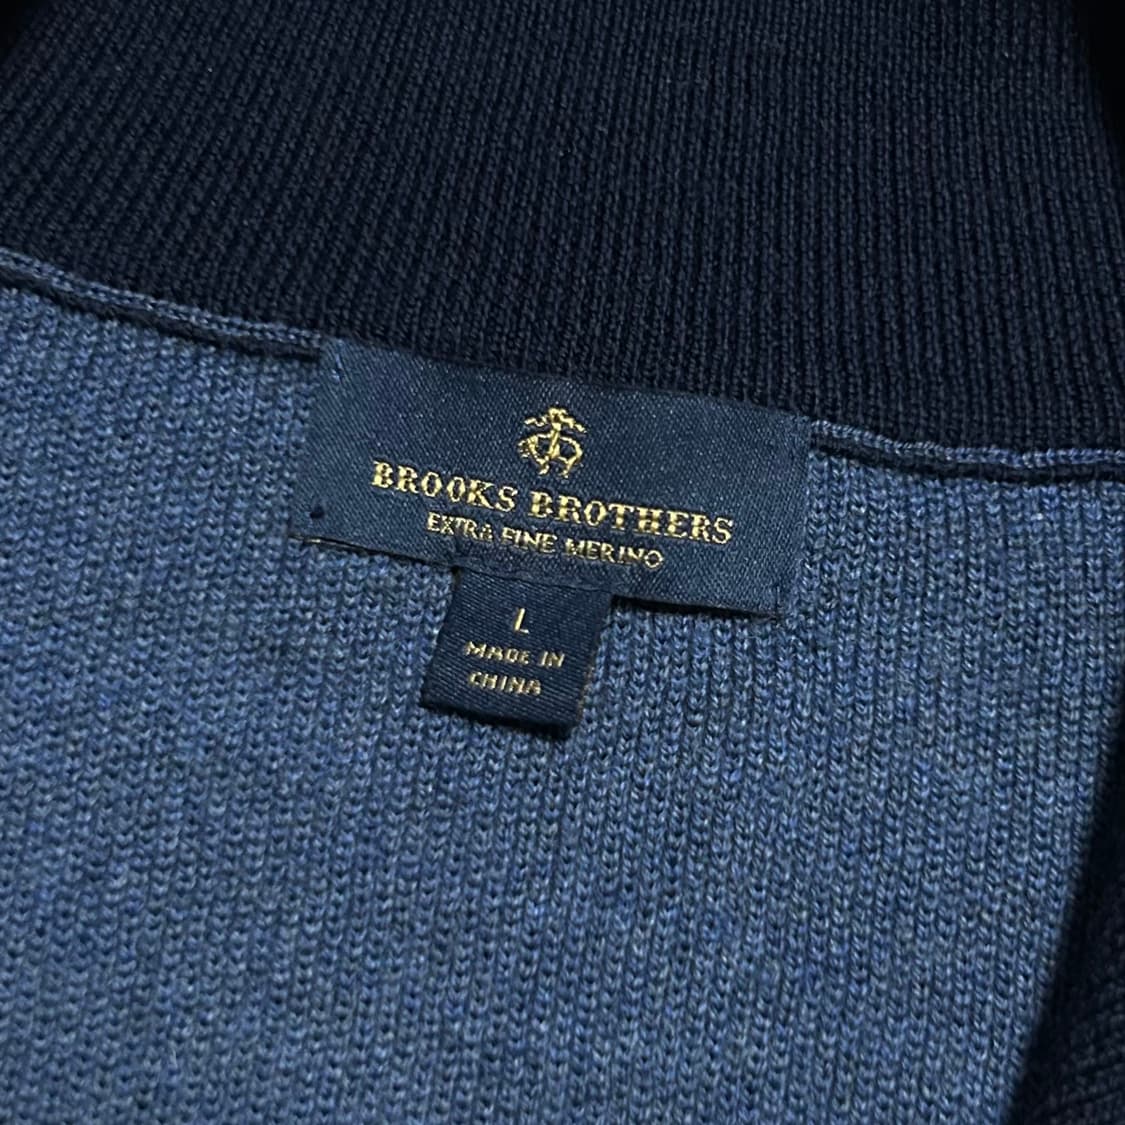 BROOKS BROTHERS
EXTRA FINE MERINO
L
MADE IN
CHINA